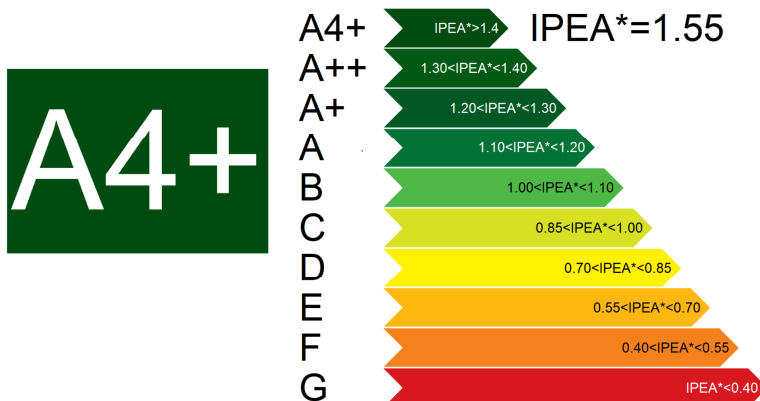 A4+
A4+ IPEA*>1.4 IPEA*=1.55
A++ 1.30<IPEA*<1.40
A+ 1.20<IPEA*<1.30
A 1.10<IPEA*<1.20
B 1.00<IPEA*<1.10
C 0.85<IPEA*<1.00
D 0.70<IPEA*<0.85
E 0.55<IPEA*<0.70
F 0.40<IPEA*<0.55
G IPEA*<0.40